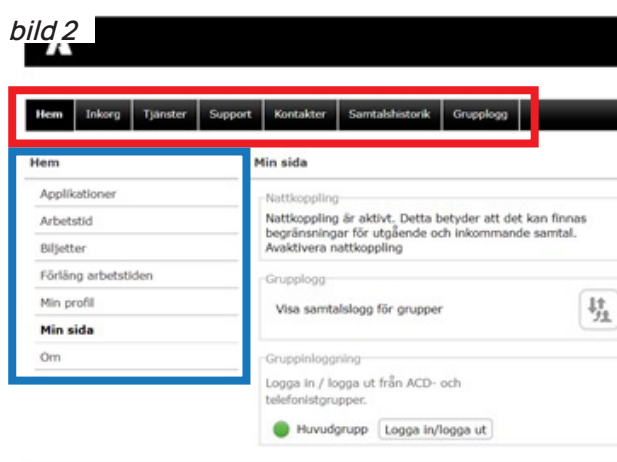 bild 2
Hem Inkorg Tjänster Support Kontakter Samtalshistorik Grupplogg
Hem
Applikationer
Arbetstid
Biljetter
Förläng arbetstiden
Min profil
Min sida
Om
Min sida
Nattkoppling
Nattkoppling är aktivt. Detta betyder att det kan finnas
begränsningar för utgående och inkommande samtal.
Avaktivera nattkoppling
Grupplogg
Visa samtalslogg för grupper
Gruppinloggning
Logga in / logga ut från ACD- och
telefonistgrupper.
Huvudgrupp Logga in/logga ut